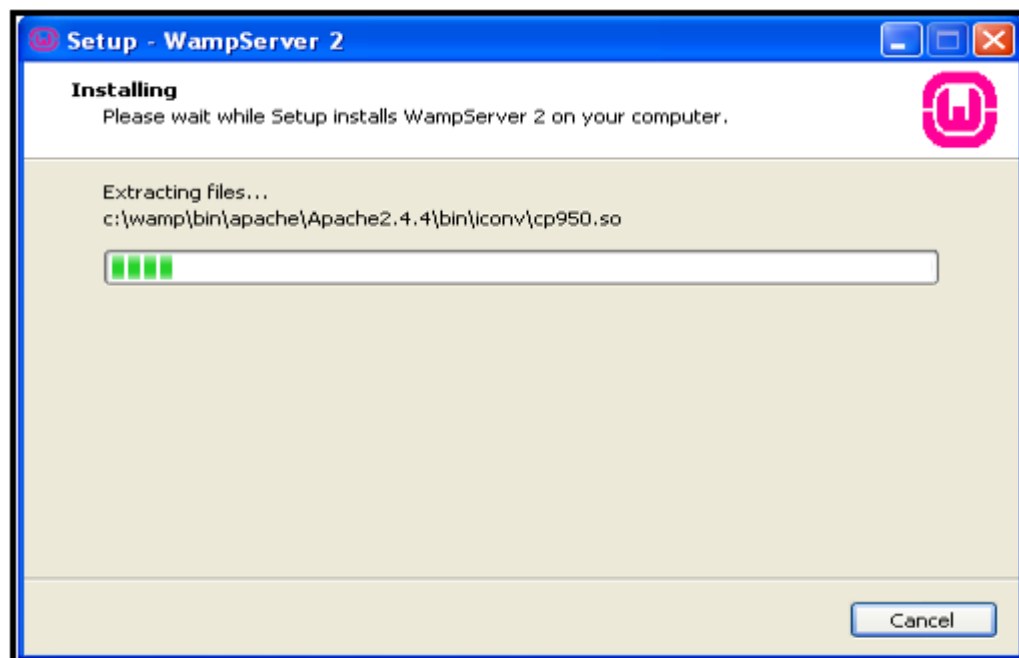 Setup - WampServer 2
Installing
Please wait while Setup installs WampServer 2 on your computer.
Extracting files...
c:\wamp\bin\apache\Apache2.4.4\bin\iconv\cp950.so
Cancel